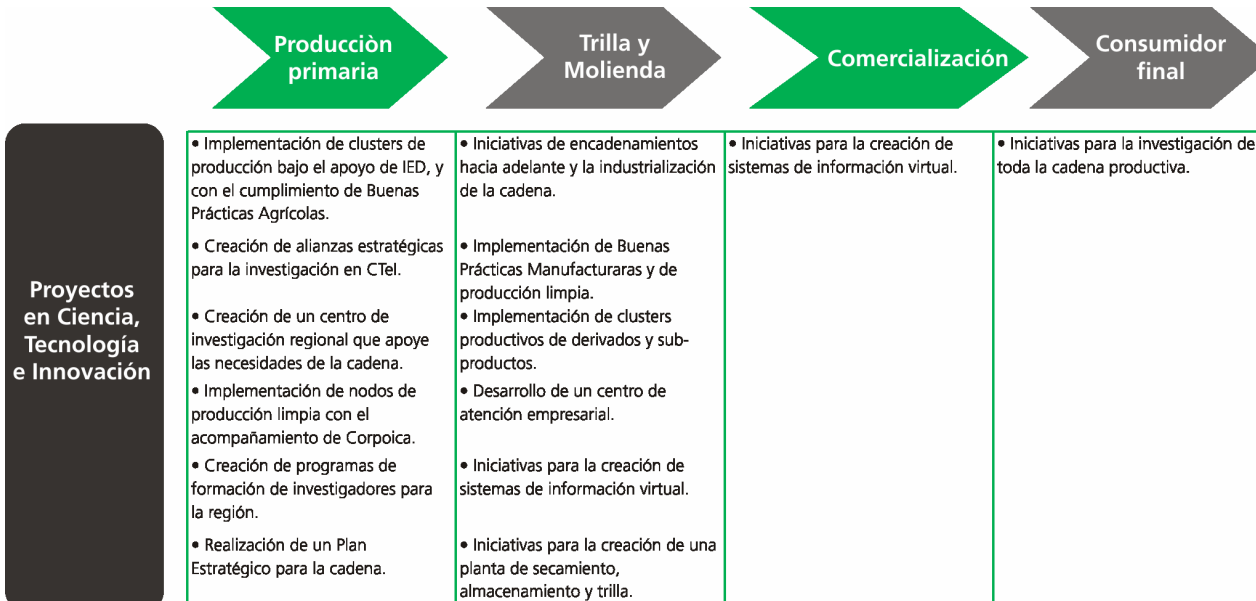 Producciòn
primaria
Trilla y
Molienda
Comercialización
Consumidor
final
Proyectos
en Ciencia,
Tecnología
e Innovación
• Implementación de clusters de
producción bajo el apoyo de IED, y
con el cumplimiento de Buenas
Prácticas Agrícolas.
• Creación de alianzas estratégicas
para la investigación en CTel.
• Creación de un centro de
investigación regional que apoye
las necesidades de la cadena.
• Implementación de nodos de
producción limpia con el
acompañamiento de Corpoica.
• Creación de programas de
formación de investigadores para
la región.
• Realización de un Plan
Estratégico para la cadena.
• Iniciativas de encadenamientos
hacia adelante y la industrialización
de la cadena.
• Implementación de Buenas
Prácticas Manufacturaras y de
producción limpia.
• Implementación de clusters
productivos de derivados y sub-
productos.
• Desarrollo de un centro de
atención empresarial.
• Iniciativas para la creación de
sistemas de información virtual.
• Iniciativas para la creación de una
planta de secamiento,
almacenamiento y trilla.
• Iniciativas para la creación de
sistemas de información virtual.
• Iniciativas para la investigación de
toda la cadena productiva.